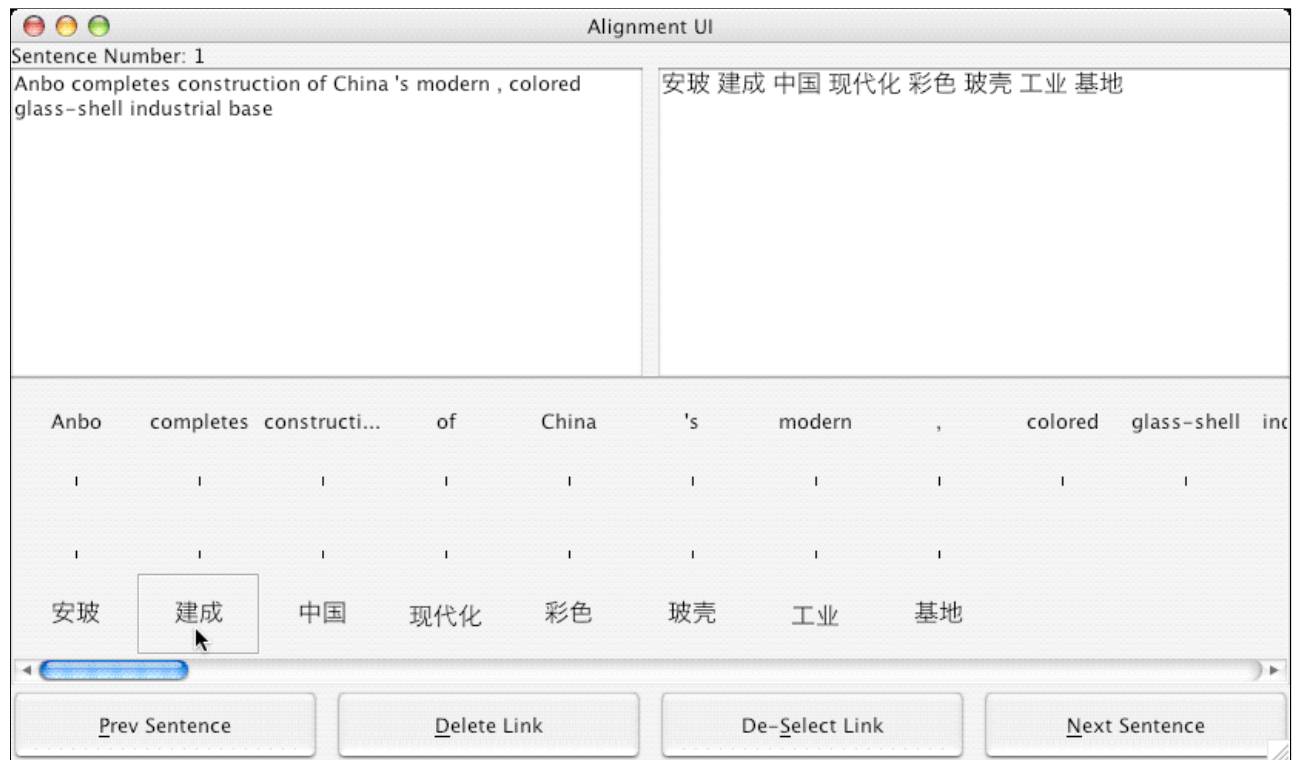 Alignment UI
Sentence Number: 1
Anbo completes construction of China 's modern , colored
glass-shell industrial base
安玻 建成 中国 现代化 彩色 玻壳 工业 基地
Anbo completes constructi... of China 's modern , colored glass-shell inc
安玻 建成 中国 现代化 彩色 玻壳 工业 基地
Prev Sentence Delete Link De-Select Link Next Sentence